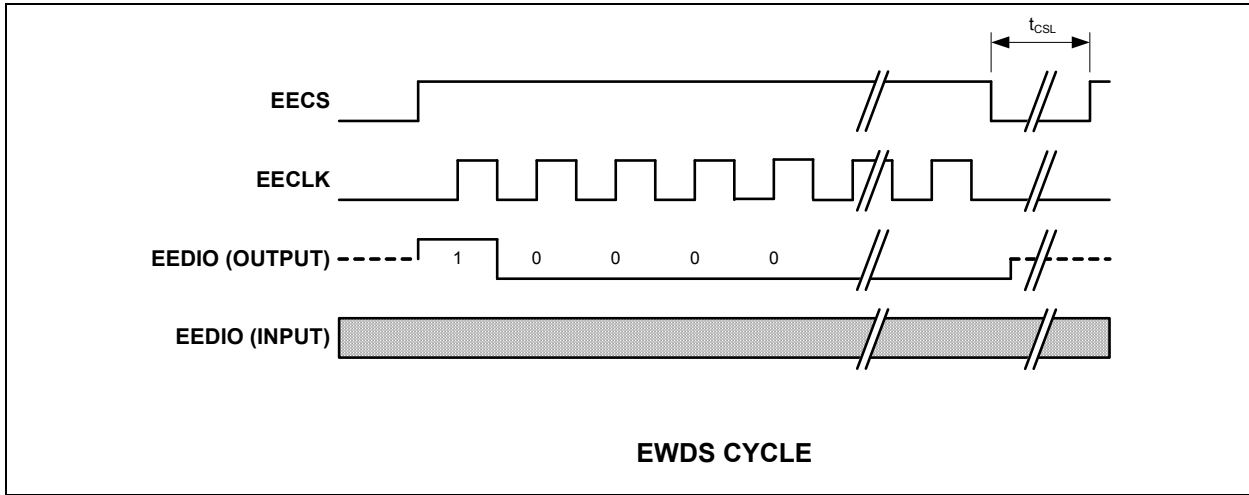 tCSL
EECS
EECLK
EEDIO (OUTPUT) 1 0 0 0 0
EEDIO (INPUT)
EWDS CYCLE